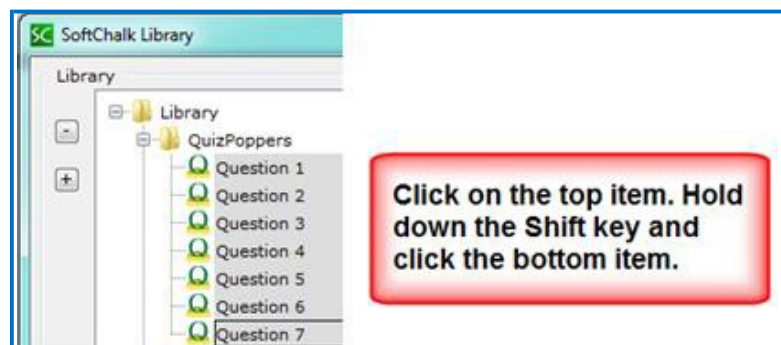 SC SoftChalk Library
Library
-
Library
QuizPoppers
+
Question 1
Question 2
Question 3
Question 4
Question 5
Question 6
Question 7
Click on the top item. Hold
down the Shift key and
click the bottom item.